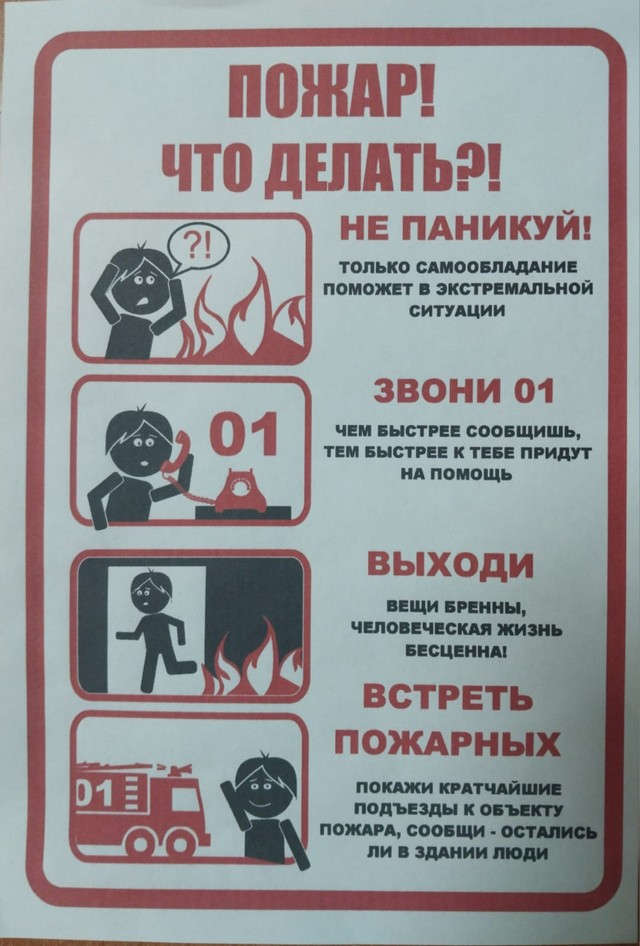 ПОЖАР!
ЧТО ДЕЛАТЬ?!
?!
НЕ ПАНИКУЙ!
ТОЛЬКО САМООБЛАДАНИЕ
ПОМОЖЕТ В ЭКСТРЕМАЛЬНОЙ
СИТУАЦИИ
01
ЗВОНИ 01
ЧЕМ БЫСТРЕЕ СООБЩИШЬ,
ТЕМ БЫСТРЕЕ К ТЕБЕ ПРИДУТ
НА ПОМОЩЬ
ВЫХОДИ
ВЕЩИ БРЕННЫ,
ЧЕЛОВЕЧЕСКАЯ ЖИЗНЬ
БЕСЦЕННА!
01
ВСТРЕТЬ
ПОЖАРНЫХ
ПОКАЖИ КРАТЧАЙШИЕ
ПОДЪЕЗДЫ К ОБЪЕКТУ
ПОЖАРА, СООБЩИ - ОСТАЛИСЬ
ЛИ В ЗДАНИИ ЛЮДИ